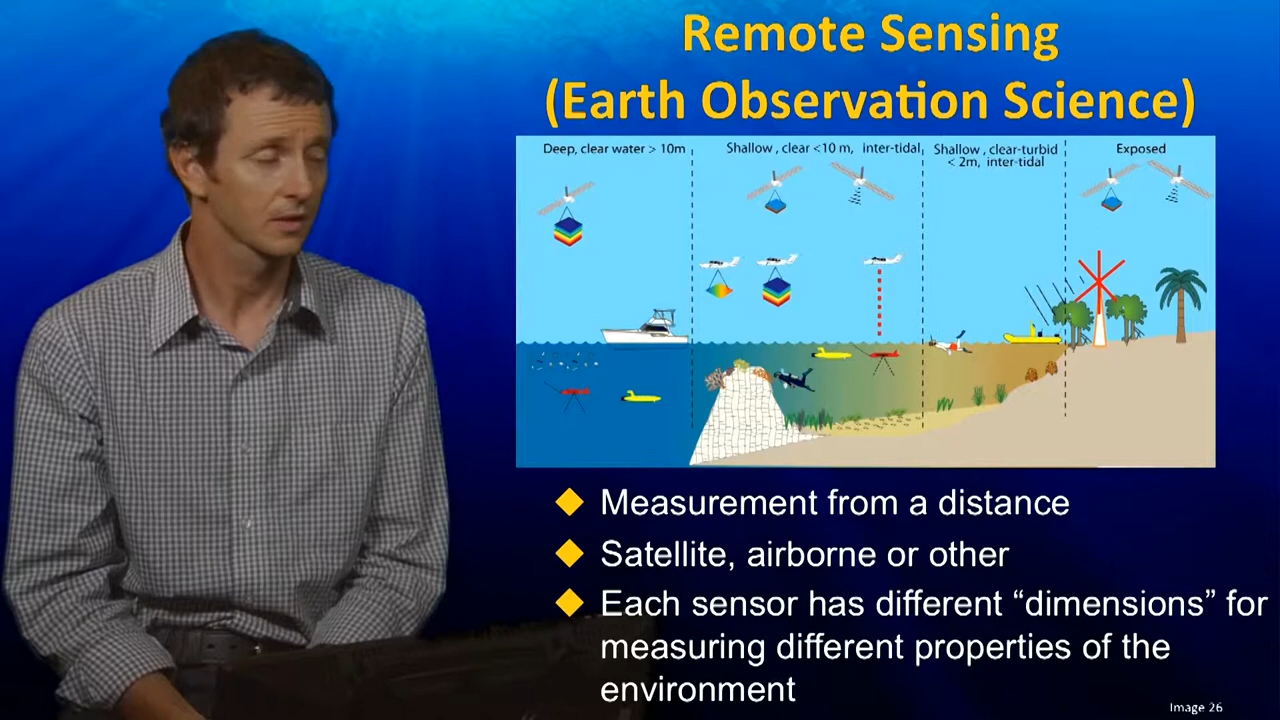 Remote Sensing
(Earth Observation Science)
Deep, clear water > 10m
Shallow , clear <10 m, inter-tidal
Shallow , clear-turbid
< 2m, inter-tidal
Exposed
Measurement from a distance
Satellite, airborne or other
Each sensor has different “dimensions” for
measuring different properties of the
environment
Image 26